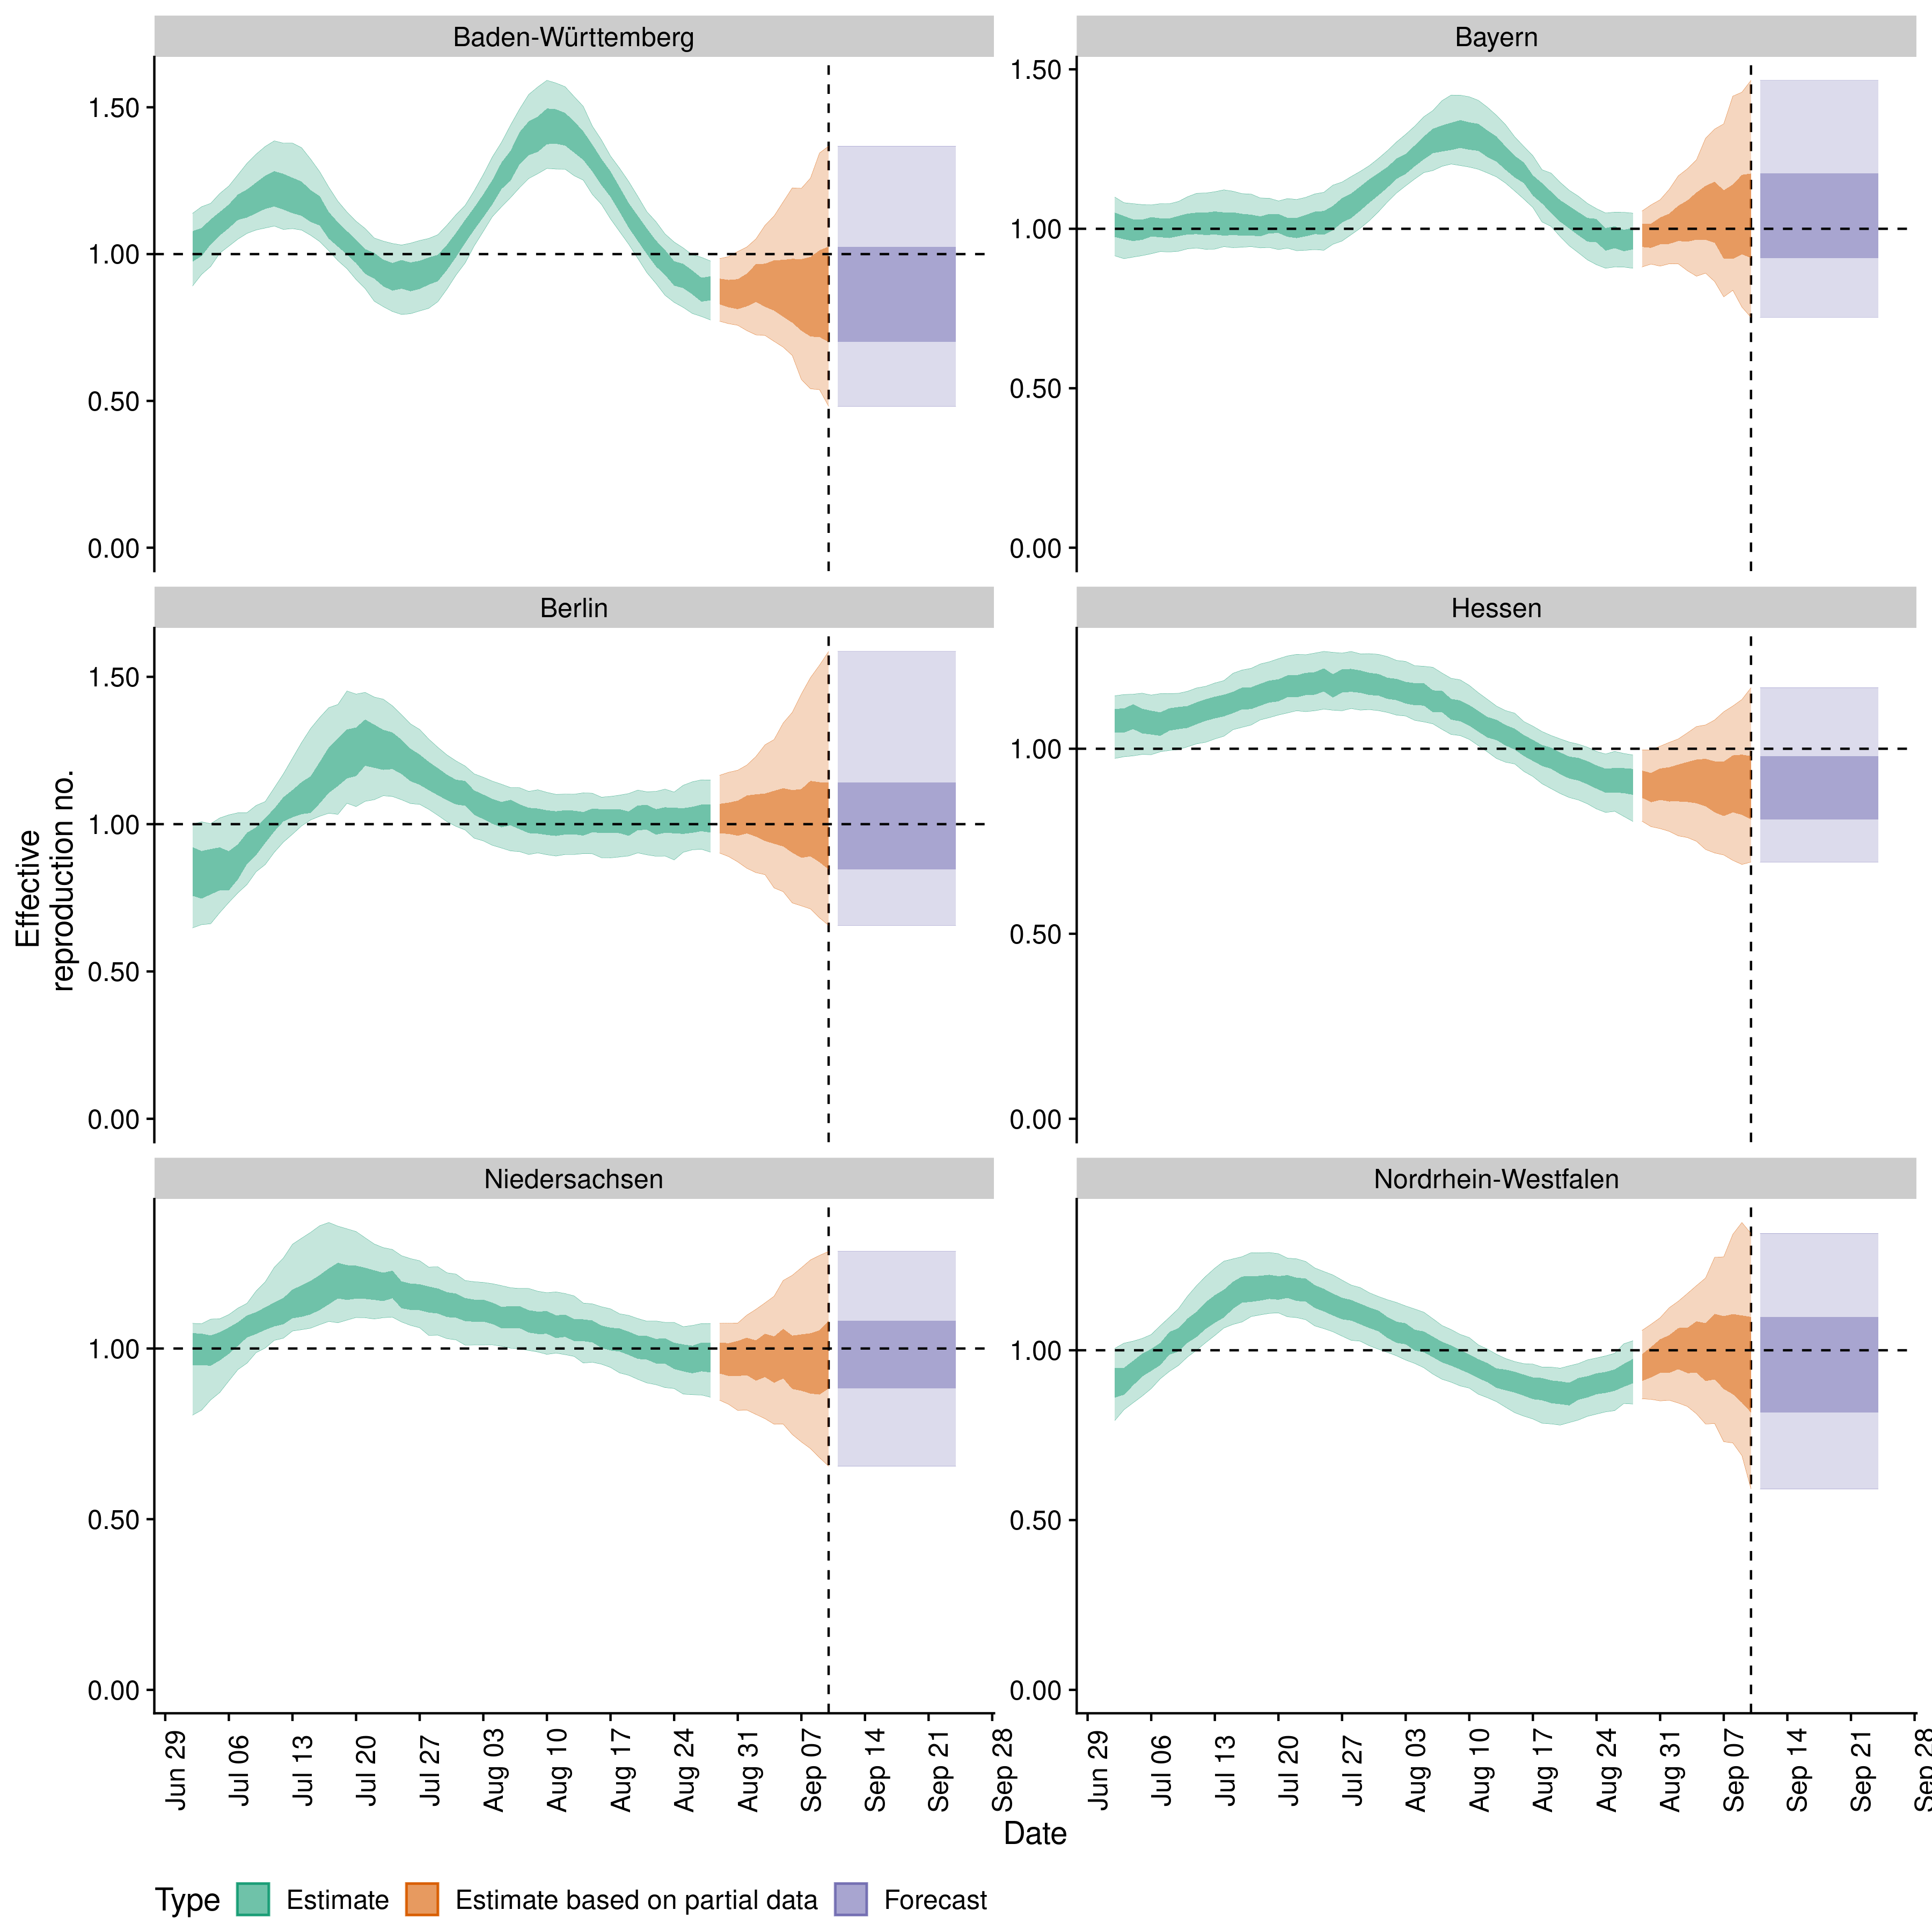 Baden-Württemberg
Bayern
1.50
1.00
0.50
0.00
1.50
1.00
0.50
0.00
Berlin
Hessen
1.50
1.00
0.50
0.00
1.00
0.50
0.00
Niedersachsen
Nordrhein-Westfalen
1.00
0.50
0.00
1.00
0.50
0.00
Effective
reproduction no.
Jun 29
Jul 06
Jul 13
Jul 20
Jul 27
Aug 03
Aug 10
Aug 17
Aug 24
Aug 31
Sep 07
Sep 14
Sep 21
Sep 28
Jun 29
Jul 06
Jul 13
Jul 20
Jul 27
Aug 03
Aug 10
Aug 17
Aug 24
Aug 31
Sep 07
Sep 14
Sep 21
Sep 28
Date
Type Estimate Estimate based on partial data Forecast